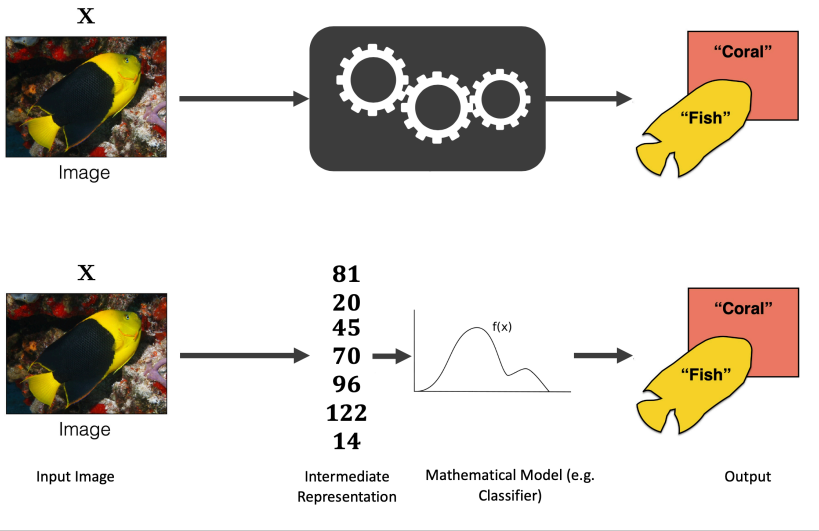 X
Image
“Coral”
“Fish”
X
Image
81
20
45
70
96
122
14
f(x)
“Coral”
“Fish”
Input Image
Intermediate
Representation
Mathematical Model (e.g.
Classifier)
Output